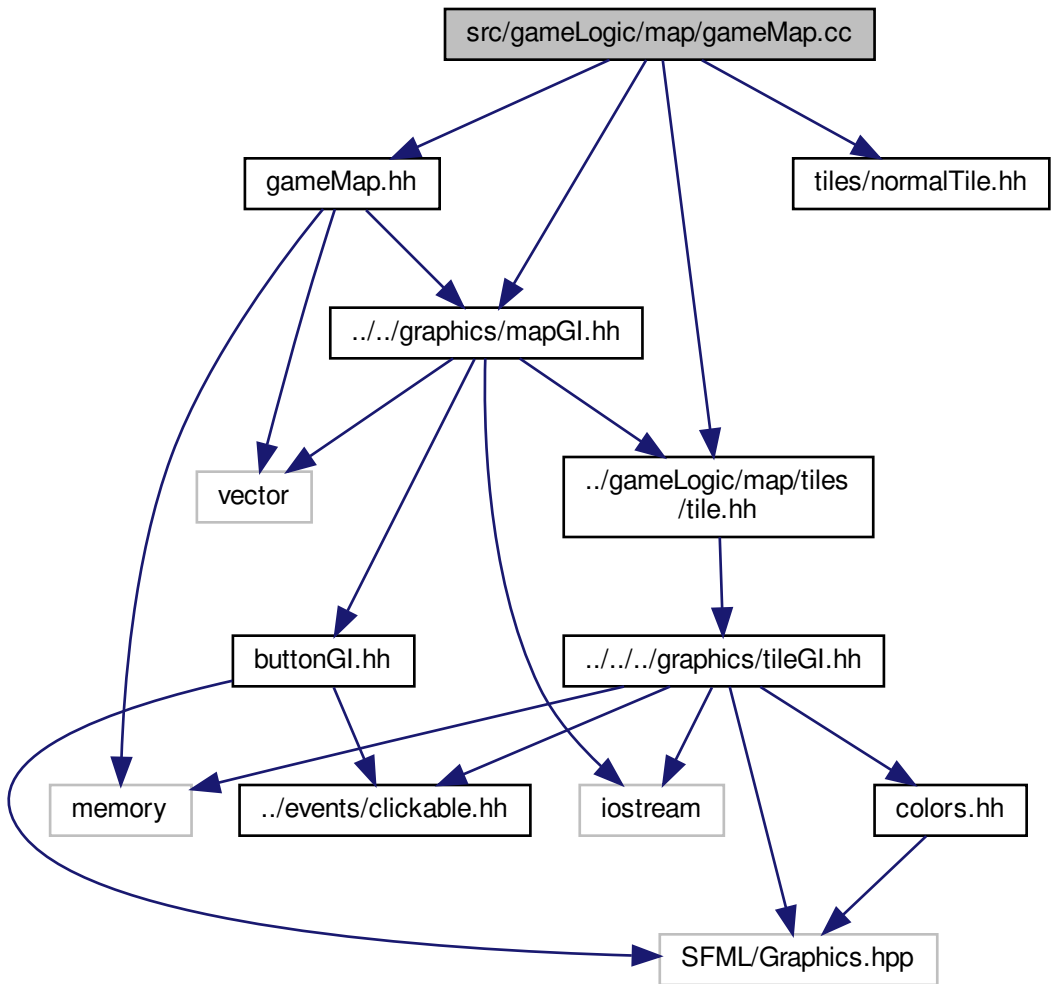 src/gameLogic/map/gameMap.cc
gameMap.hh
tiles/normalTile.hh
../../graphics/mapGI.hh
vector
../gameLogic/map/tiles
/tile.hh
buttonGI.hh
../../../graphics/tileGI.hh
memory
../events/clickable.hh
iostream
colors.hh
SFML/Graphics.hpp